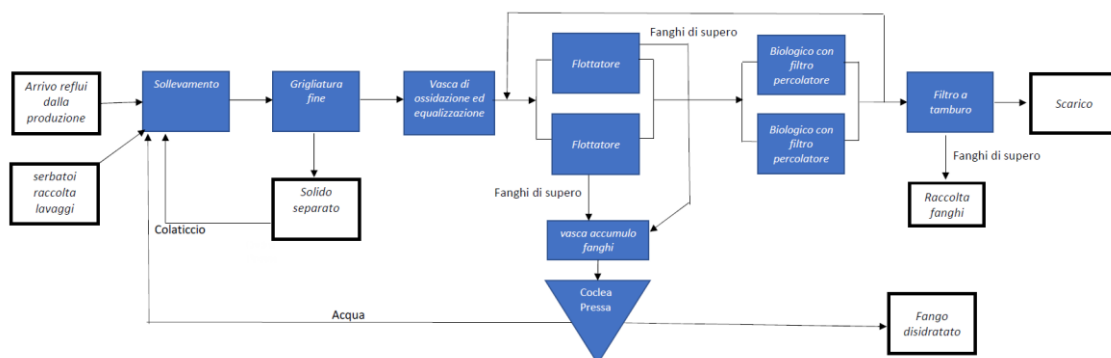 Arrivo reflui
dalla
produzione
serbatoi
raccolta
lavaggi
Sollevamento
Grigliatura
fine
Solido
separato
Colaticcio
Vasca di
ossidazione ed
equalizzazione
Flottatore
Flottatore
Fanghi di supero
Fanghi di supero
vasca accumulo
fanghi
Coclea
Pressa
Acqua
Biologico con
filtro
percolatore
Biologico con
filtro
percolatore
Filtro a
tamburo
Scarico
Fanghi di supero
Raccolta
fanghi
Fango
disidratato